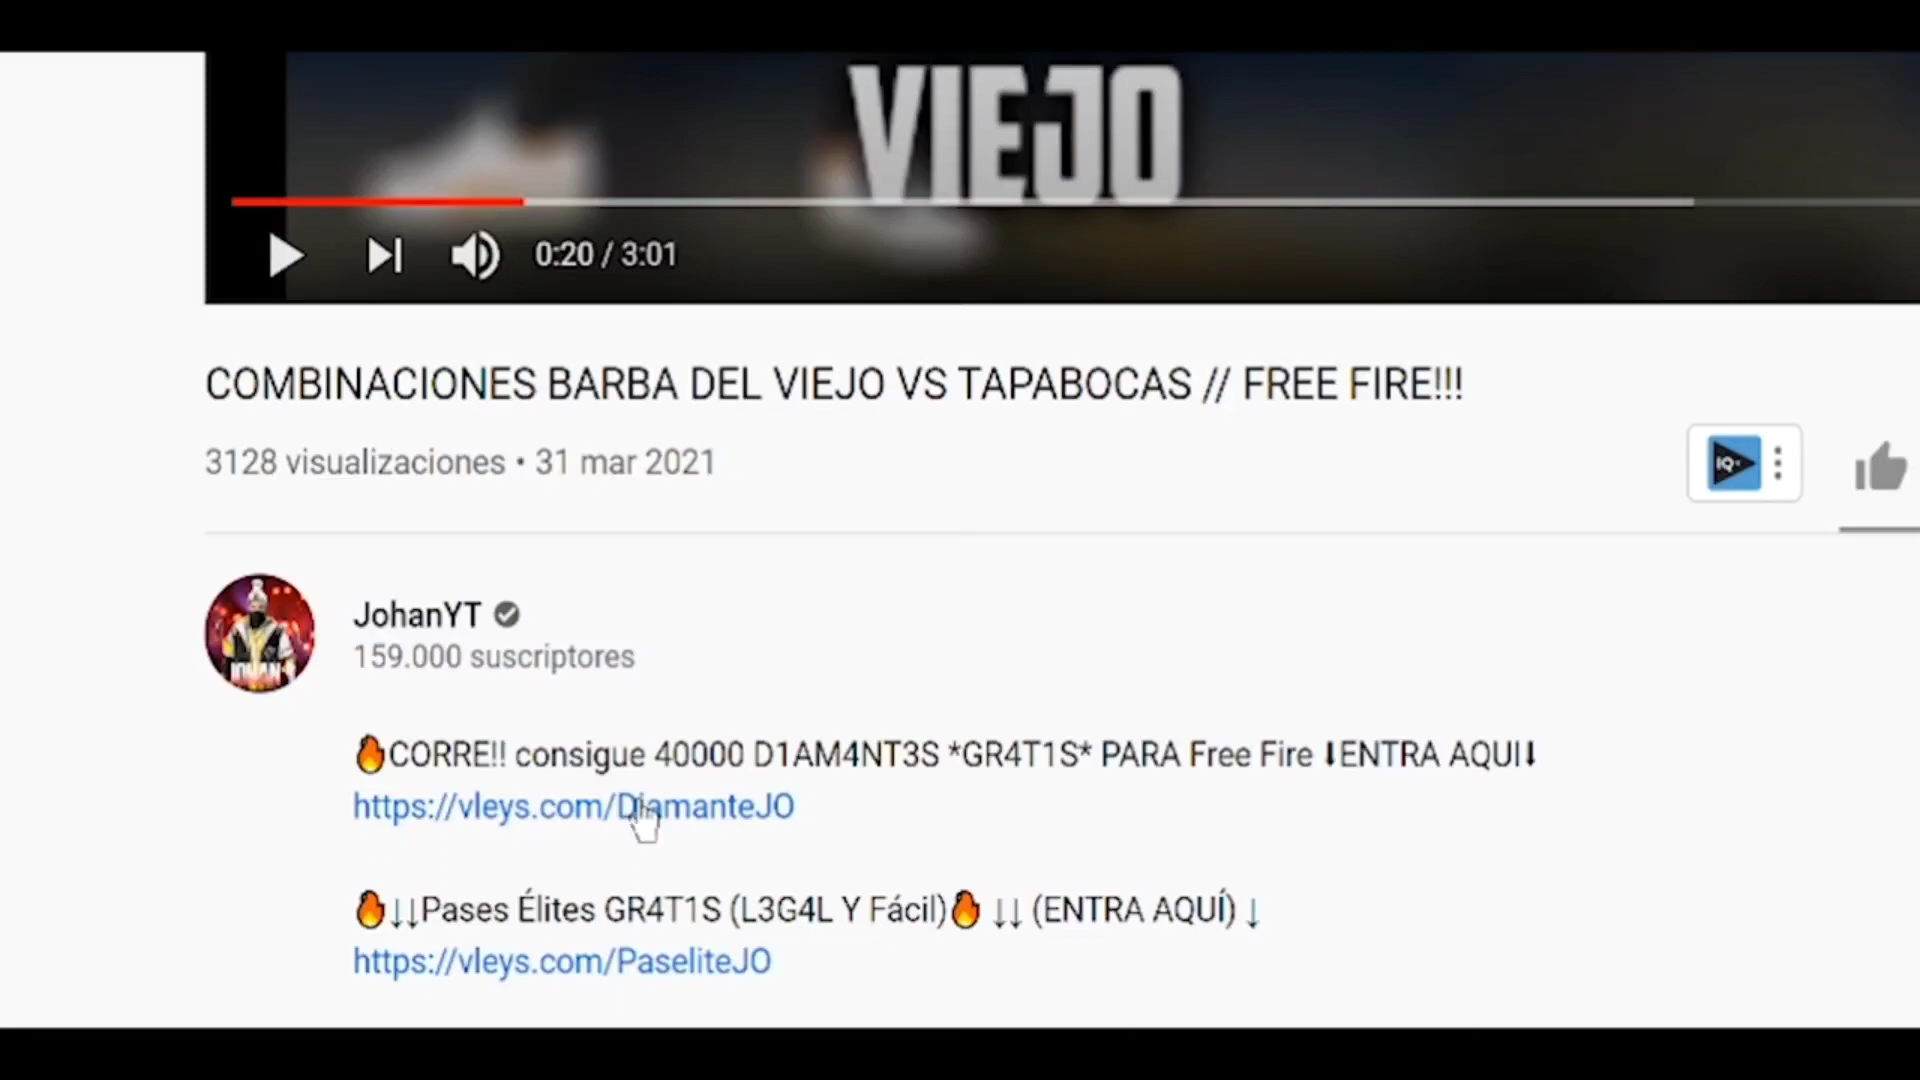 VIEJO
0:20 / 3:01
COMBINACIONES BARBA DEL VIEJO VS TAPABOCAS // FREE FIRE!!!
3128 visualizaciones • 31 mar 2021
IQ
JohanYT
159.000 suscriptores
JOHAN
🔥CORRE!! consigue 40000 D1AM4NT3S *GR4T1S* PARA Free Fire ⬇ENTRA AQUI⬇
https://vleys.com/DiamanteJO
🔥↓↓Pases Élites GR4T1S (L3G4L Y Fácil)🔥 ↓↓ (ENTRA AQUÍ) ↓
https://vleys.com/PaseliteJO